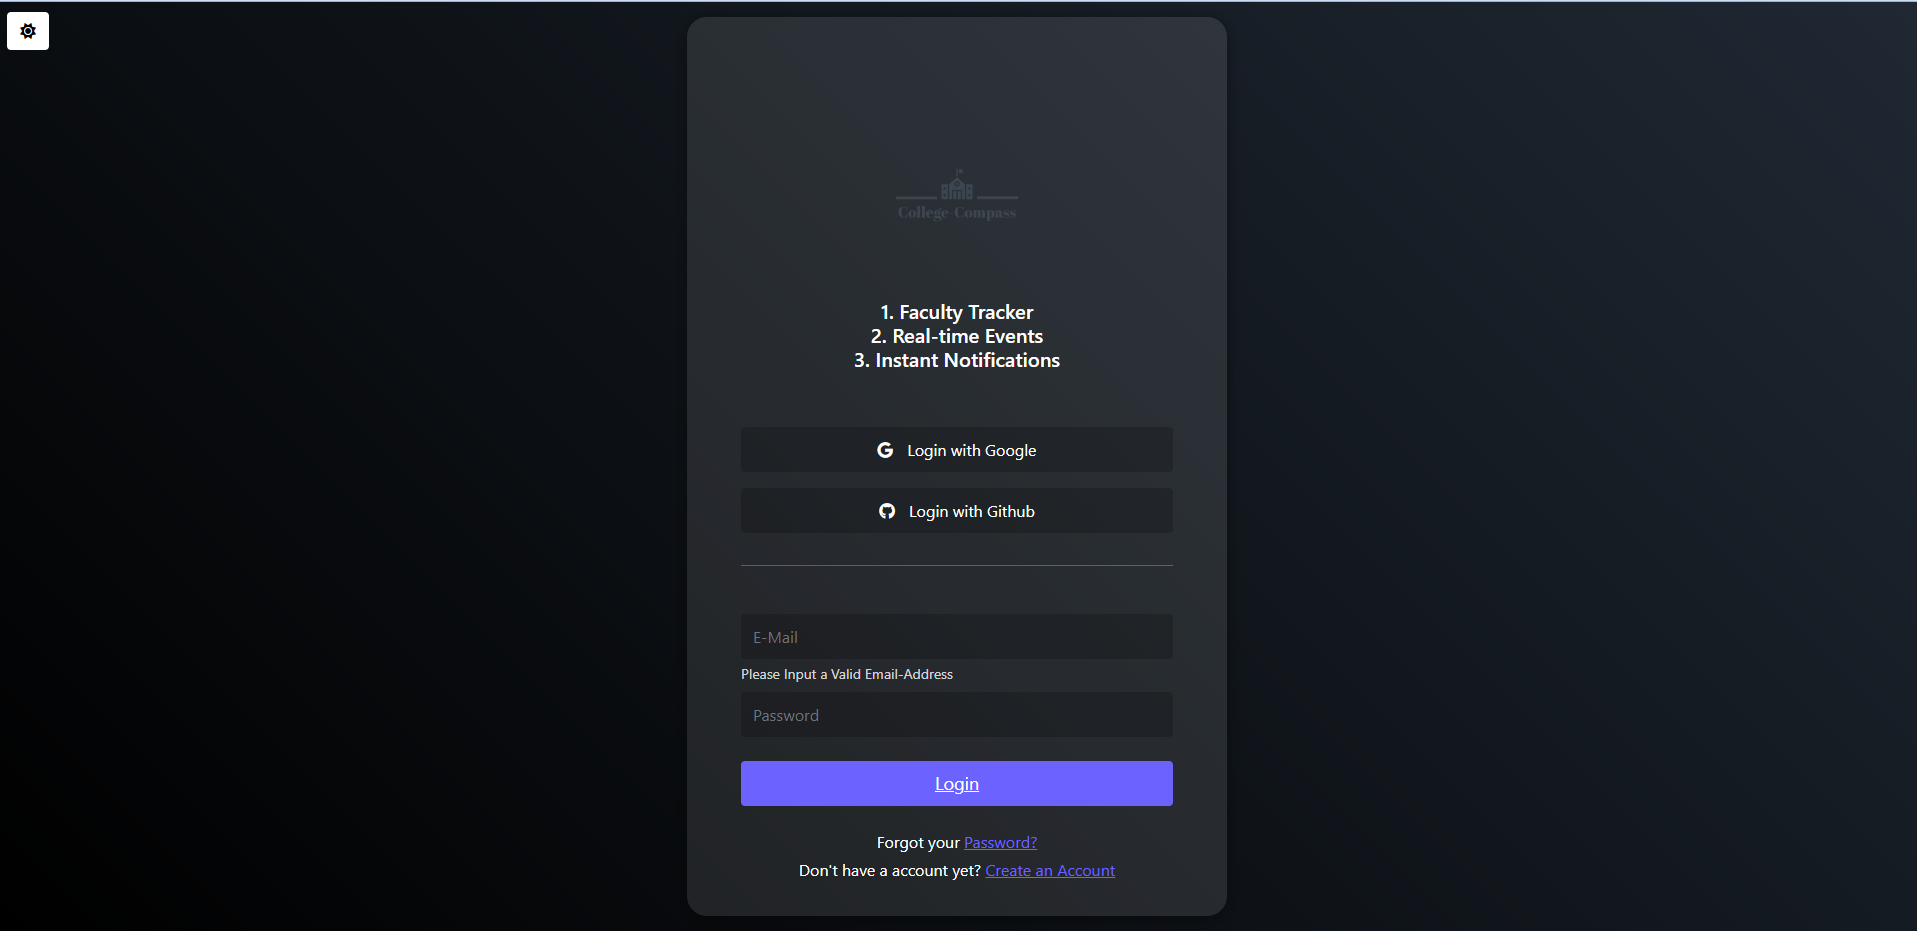 College-Compass
1. Faculty Tracker
2. Real-time Events
3. Instant Notifications
Login with Google
Login with Github
E-Mail
Please Input a Valid Email-Address
Password
Login
Forgot your Password?
Don't have a account yet? Create an Account